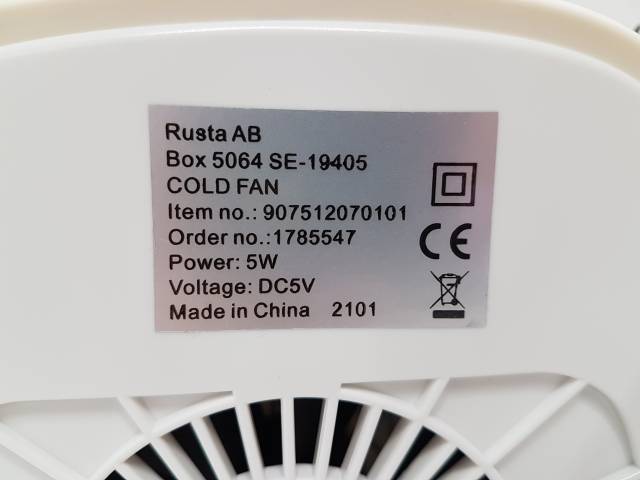 Rusta AB
Box 5064 SE-19405
COLD FAN
Item no.: 907512070101
Order no.:1785547
Power: 5W
Voltage: DC5V
Made in China 2101
CE